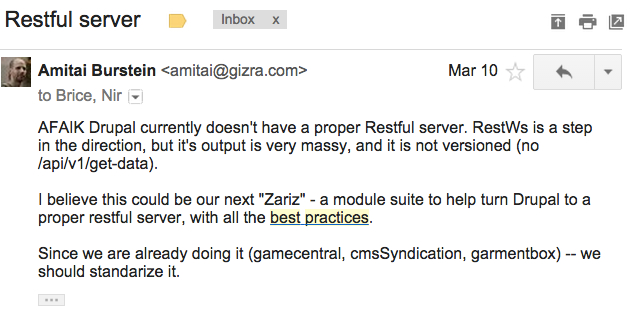 Restful server
Inbox x
Amitai Burstein <amitai@gizra.com>
Mar 10
to Brice, Nir
AFAIK Drupal currently doesn't have a proper Restful server. RestWs is a step
in the direction, but it's output is very massy, and it is not versioned (no
/api/v1/get-data).
I believe this could be our next "Zariz" - a module suite to help turn Drupal to a
proper restful server, with all the best practices.
Since we are already doing it (gamecentral, cmsSyndication, garmentbox) -- we
should standarize it.